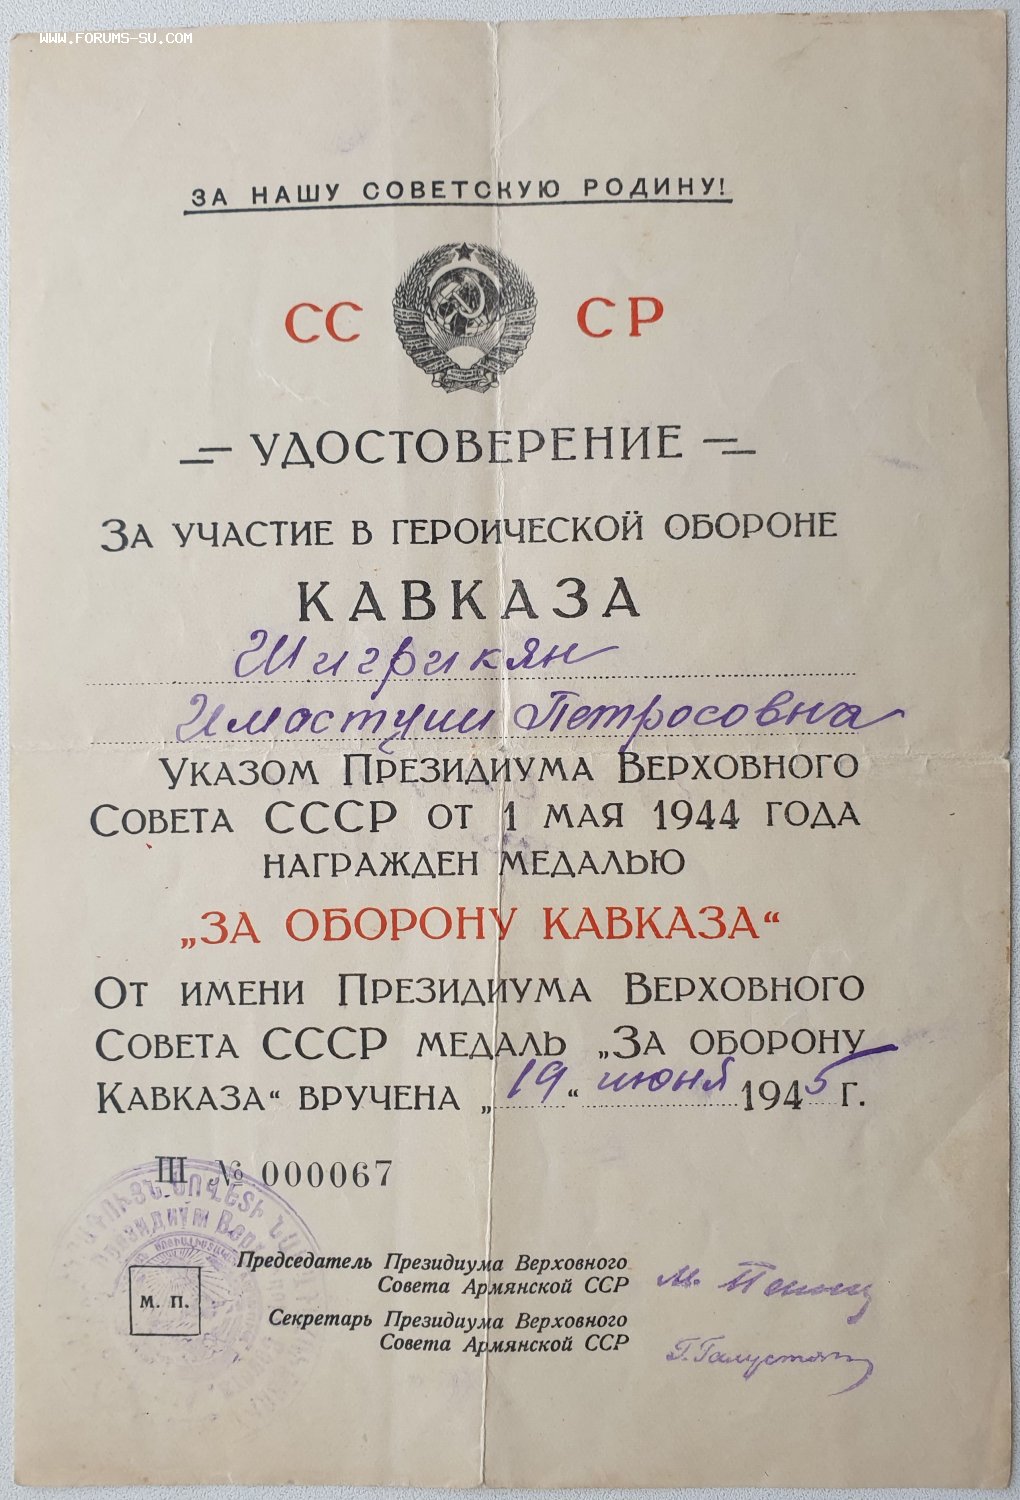 WWW.FORUMS-SU.COM
ЗА НАШУ СОВЕТСКУЮ РОДИНУ!
СС СР
УДОСТОВЕРЕНИЕ
ЗА УЧАСТИЕ В ГЕРОИЧЕСКОЙ ОБОРОНЕ
КАВКАЗА
Шигрикян
Имастуши Петросовна
УКАЗОМ ПРЕЗИДИУМА ВЕРХОВНОГО
СОВЕТА СССР ОТ 1 МАЯ 1944 ГОДА
НАГРАЖДЕН МЕДАЛЬЮ
„ЗА ОБОРОНУ КАВКАЗА“
ОТ ИМЕНИ ПРЕЗИДИУМА ВЕРХОВНОГО
СОВЕТА СССР МЕДАЛЬ „ЗА ОБОРОНУ
КАВКАЗА“ ВРУЧЕНА „19“ июня 1945 Г.
Ш № 000067
Председатель Президиума Верховного
Совета Армянской ССР
Секретарь Президиума Верховного
Совета Армянской ССР
Г. Галустян
М. П.